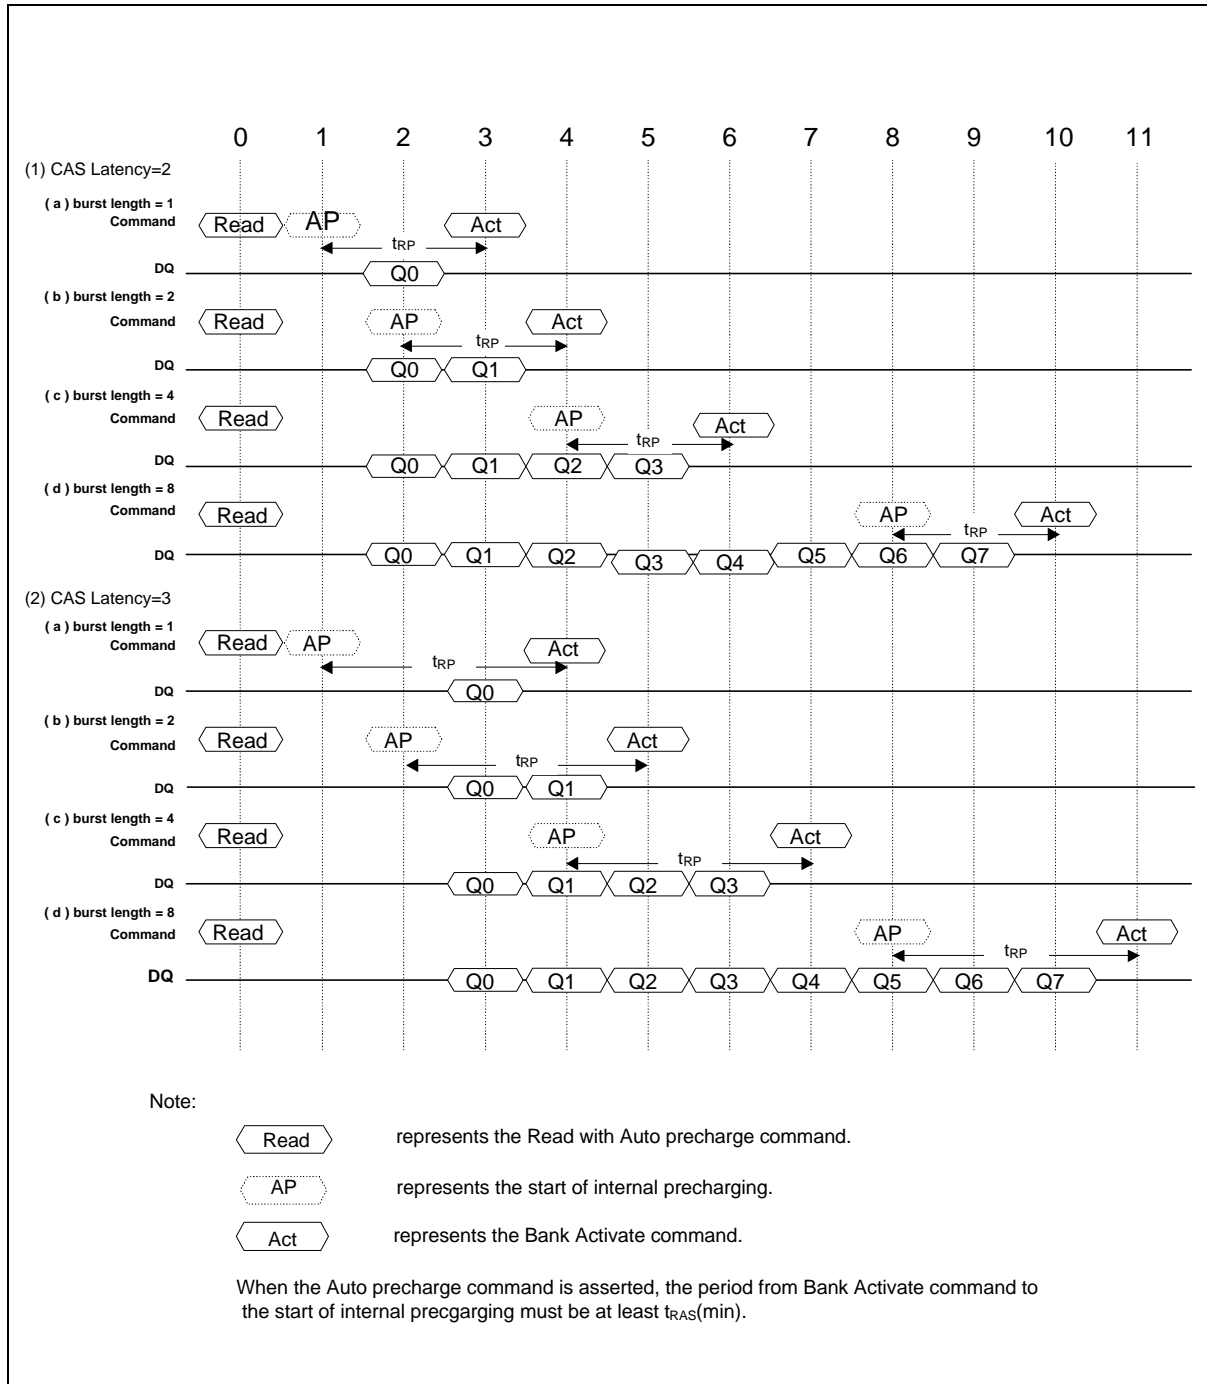 0 1 2 3 4 5 6 7 8 9 10 11
(1) CAS Latency=2
( a ) burst length = 1
Command Read AP Act
tRP
DQ Q0
( b ) burst length = 2
Command Read AP Act
tRP
DQ Q0 Q1
( c ) burst length = 4
Command Read AP Act
tRP
DQ Q0 Q1 Q2 Q3
( d ) burst length = 8
Command Read AP Act
tRP
DQ Q0 Q1 Q2 Q3 Q4 Q5 Q6 Q7
(2) CAS Latency=3
( a ) burst length = 1
Command Read AP Act
tRP
DQ Q0
( b ) burst length = 2
Command Read AP Act
tRP
DQ Q0 Q1
( c ) burst length = 4
Command Read AP Act
tRP
DQ Q0 Q1 Q2 Q3
( d ) burst length = 8
Command Read AP Act
tRP
DQ Q0 Q1 Q2 Q3 Q4 Q5 Q6 Q7
Note:
Read represents the Read with Auto precharge command.
AP represents the start of internal precharging.
Act represents the Bank Activate command.
When the Auto precharge command is asserted, the period from Bank Activate command to
the start of internal precgarging must be at least tRAS(min).